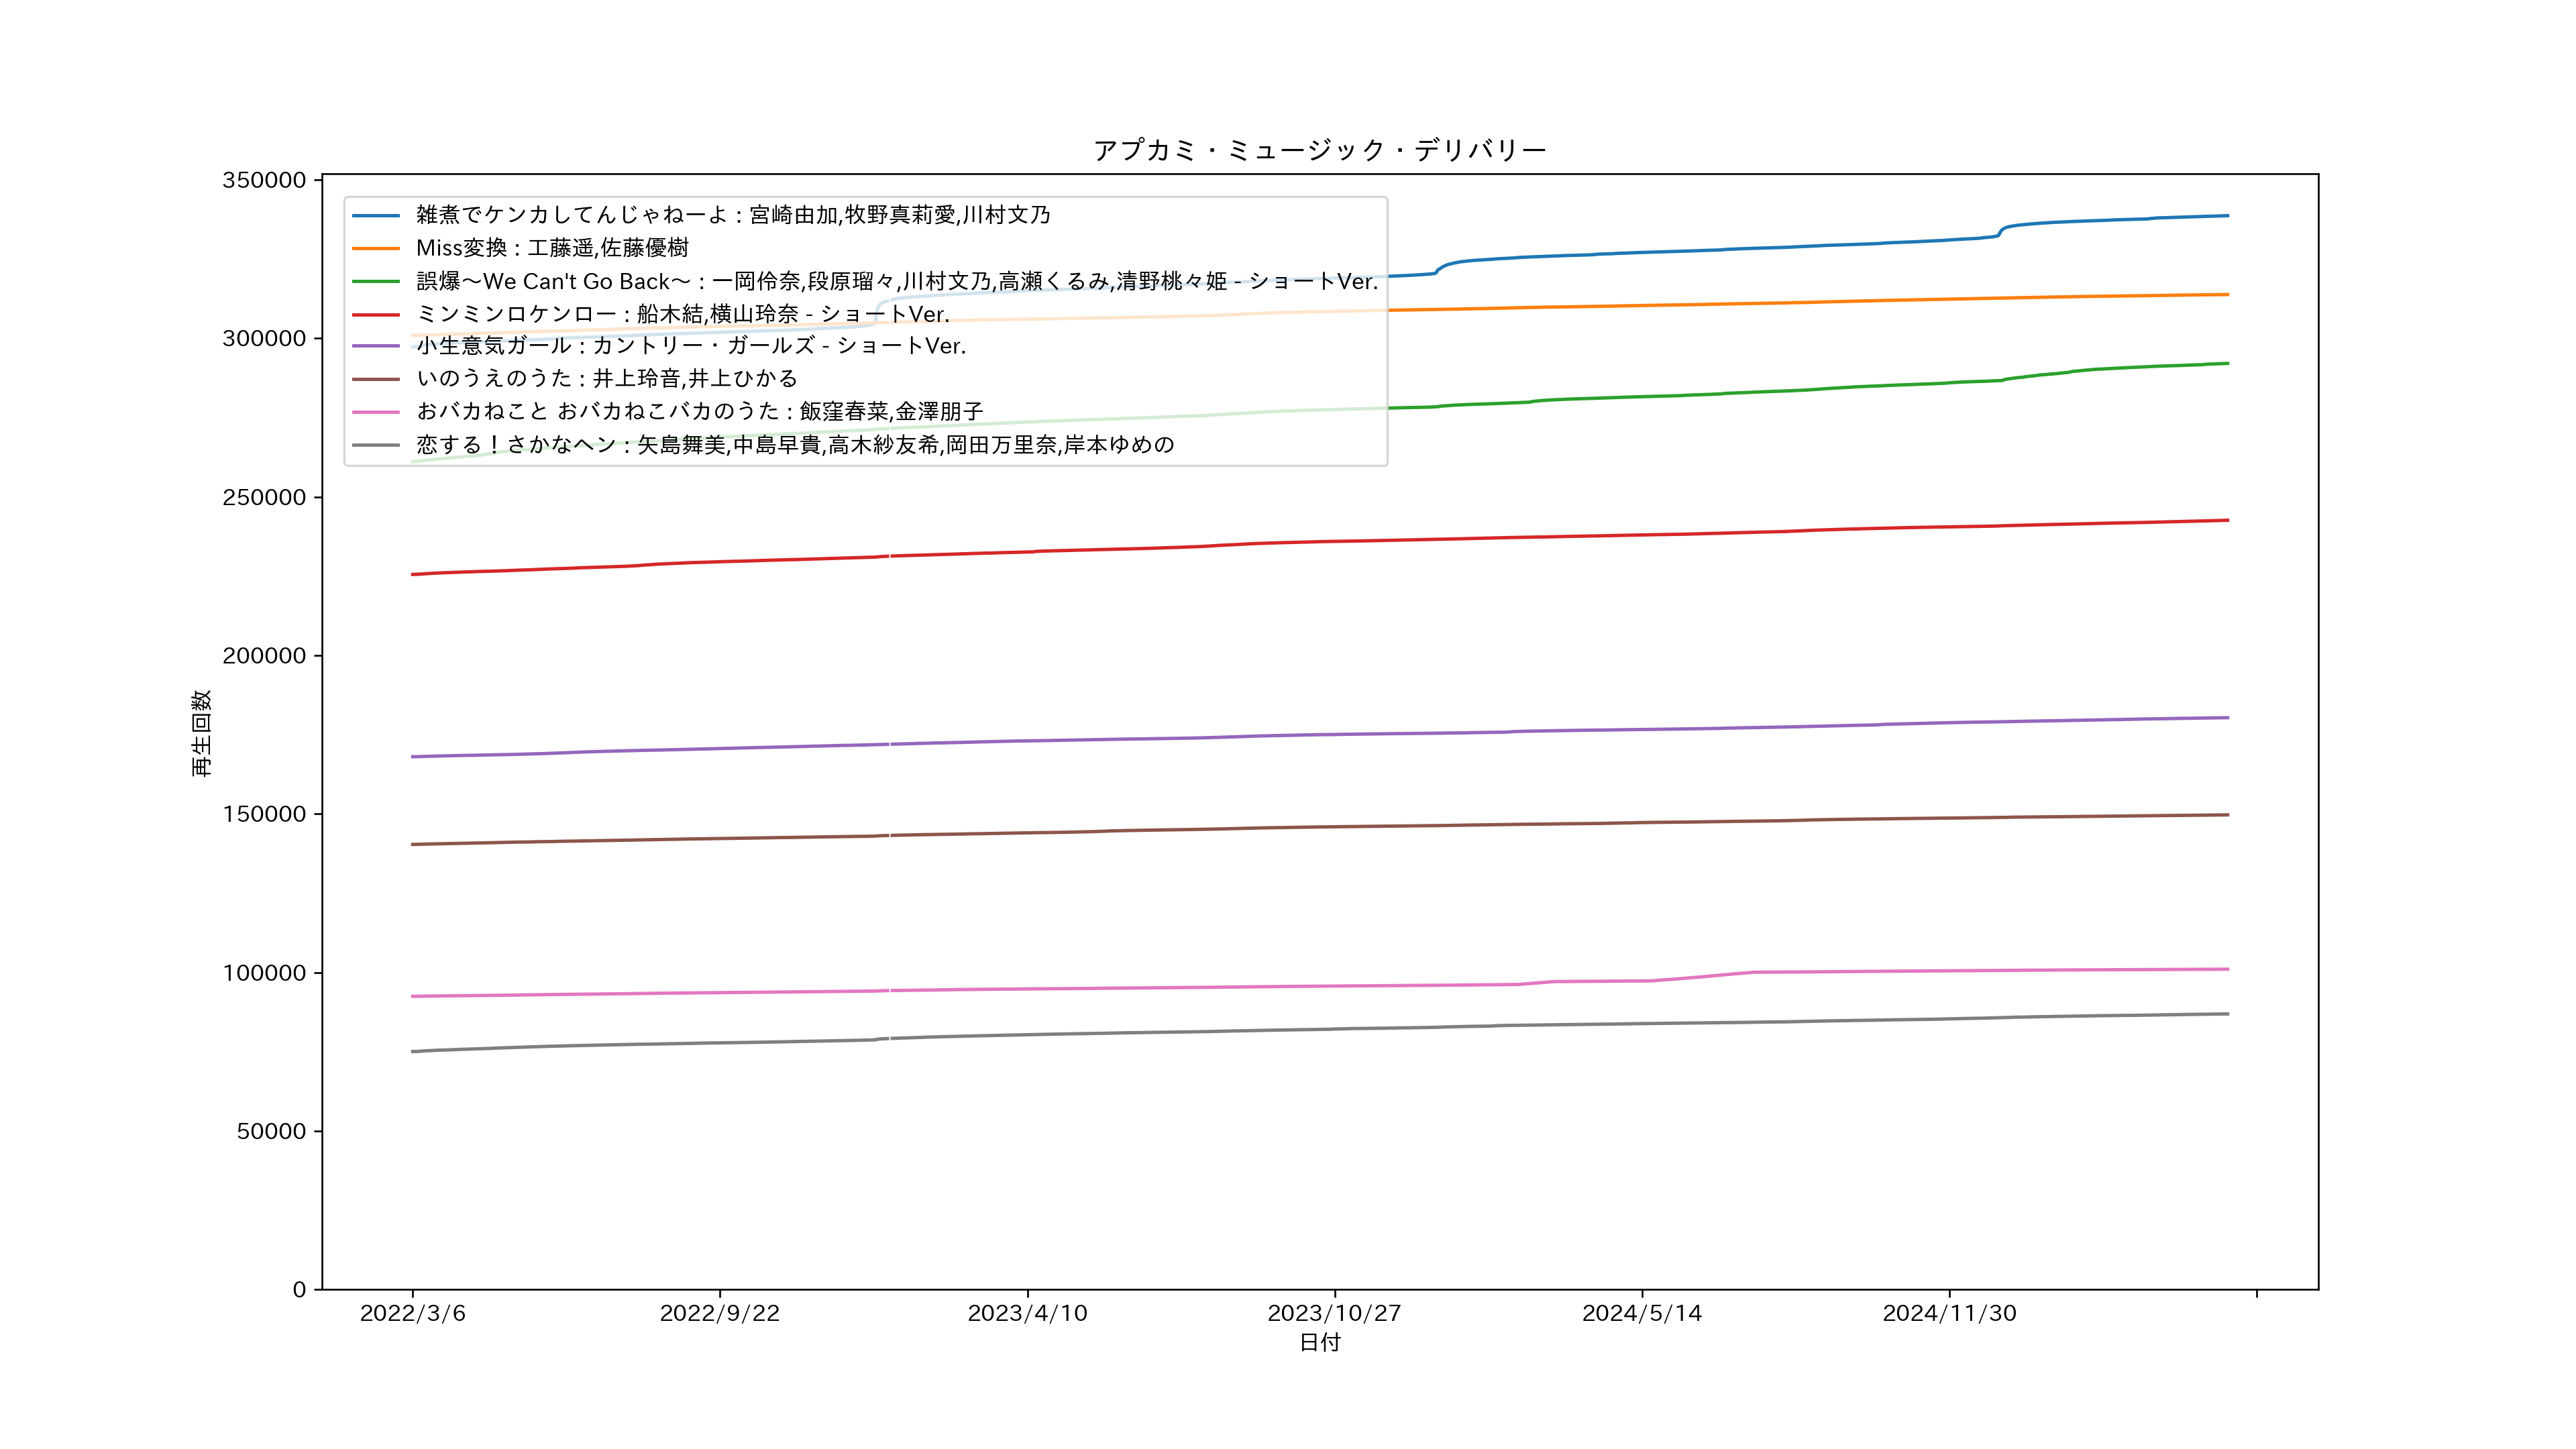 アプカミ・ミュージック・デリバリー
350000
300000
250000
200000
150000
100000
50000
0
再生回数
雑煮でケンカしてんじゃねーよ : 宮崎由加,牧野真莉愛,川村文乃
Miss変換 : 工藤遥,佐藤優樹
誤爆～We Can't Go Back～ : 一岡伶奈,段原瑠々,川村文乃,高瀬くるみ,清野桃々姫 - ショートVer.
ミンミンロケンロー : 船木結,横山玲奈 - ショートVer.
小生意気ガール : カントリー・ガールズ - ショートVer.
いのうえのうた : 井上玲音,井上ひかる
おバカねこと おバカねこバカのうた : 飯窪春菜,金澤朋子
恋する！さかなヘン : 矢島舞美,中島早貴,高木紗友希,岡田万里奈,岸本ゆめの
2022/3/6
2022/9/22
2023/4/10
2023/10/27
2024/5/14
2024/11/30
日付